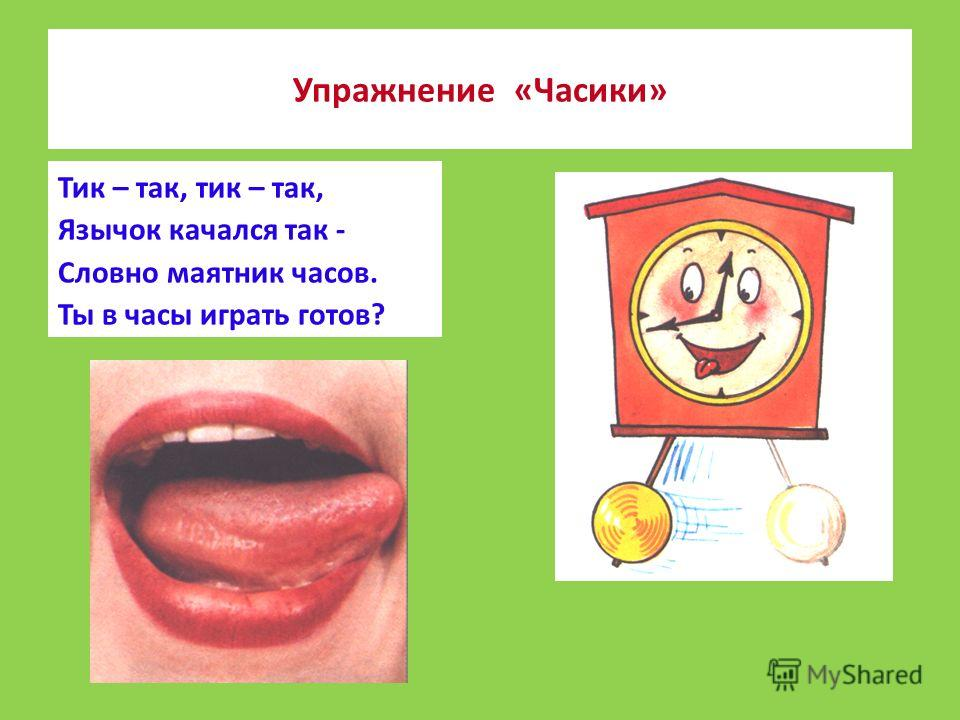 Упражнение «Часики»
Тик – так, тик – так,
Язычок качался так -
Словно маятник часов.
Ты в часы играть готов?
MyShared